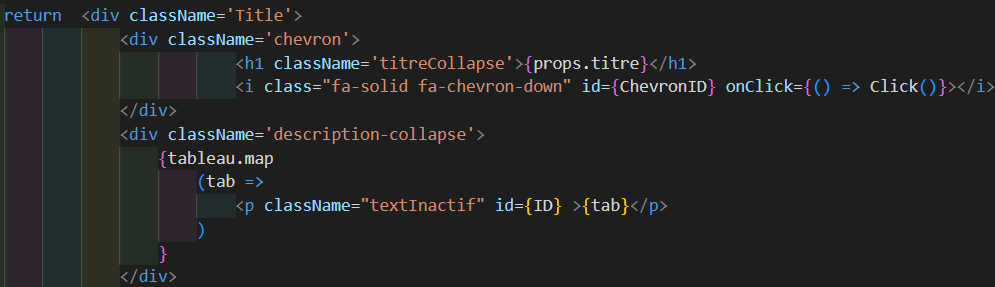 return  <div className='Title'>
<div className='chevron'>
<h1 className='titreCollapse'>{props.titre}</h1>
<i class="fa-solid fa-chevron-down" id={ChevronID} onClick={() => Click()}></i>
</div>
<div className='description-collapse'>
{tableau.map
(tab =>
<p className="textInactif" id={ID} >{tab}</p>
)
}
</div>